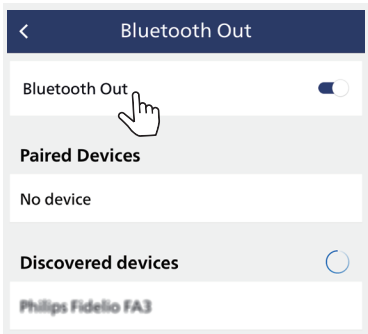 Bluetooth Out
Bluetooth Out
Paired Devices
No device
Discovered devices
Philips Fidelio FA3